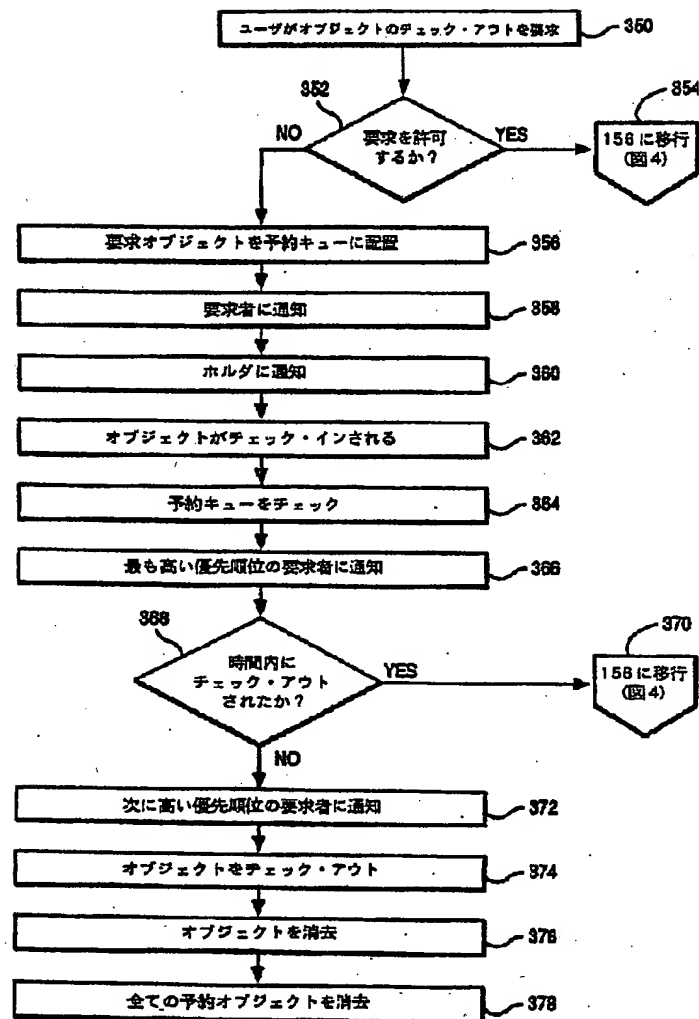 ユーザがオブジェクトのチェック・アウトを要求
350
352
354
要求を許可
するか?
NO
YES
156に移行
(図4)
要求オブジェクトを予約キューに配置
356
要求者に通知
358
ホルダに通知
360
オブジェクトがチェック・インされる
362
予約キューをチェック
364
最も高い優先順位の要求者に通知
366
368
370
時間内に
チェック・アウト
されたか?
YES
156に移行
(図4)
NO
次に高い優先順位の要求者に通知
372
オブジェクトをチェック・アウト
374
オブジェクトを消去
376
全ての予約オブジェクトを消去
378